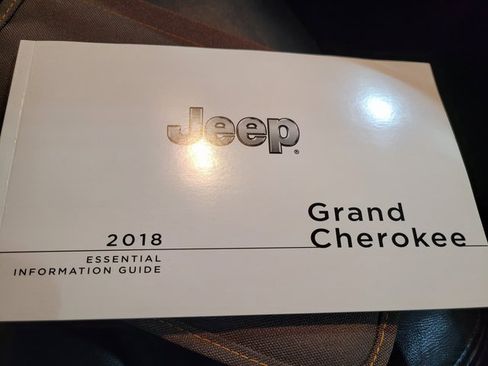 Jeep®
Grand
Cherokee
2018
ESSENTIAL
INFORMATION GUIDE